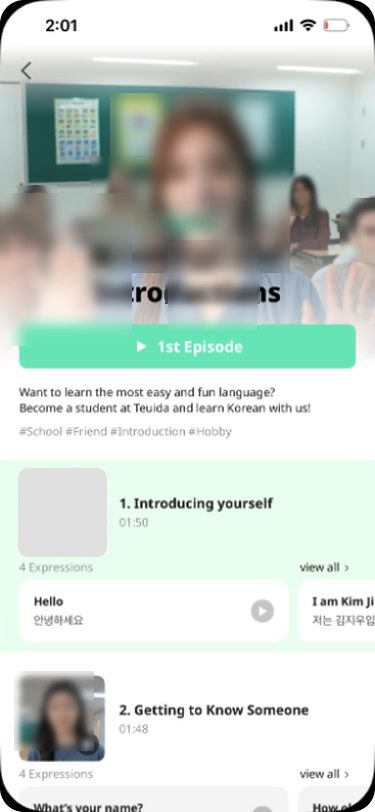 2:01
1st Episode
Want to learn the most easy and fun language?
Become a student at Teuida and learn Korean with us!
#School #Friend #Introduction #Hobby
1. Introducing yourself
01:50
4 Expressions
view all >
Hello
안녕하세요
I am Kim Ji
저는 김지우입
2. Getting to Know Someone
01:48
4 Expressions
view all >
What's your name?